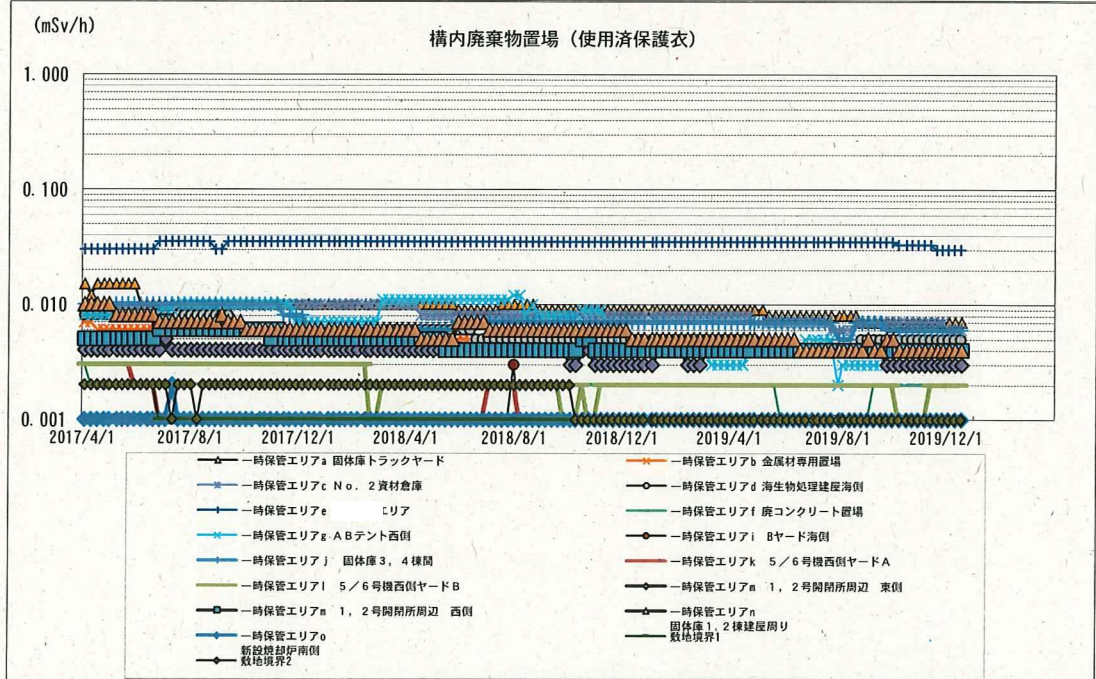 (mSv/h)
構内廃棄物置場（使用済保護衣）
1.000
0.100
0.010
0.001
2017/4/1 2017/8/1 2017/12/1 2018/4/1 2018/8/1 2018/12/1 2019/4/1 2019/8/1 2019/12/1
一時保管エリアa 固体庫トラックヤード
一時保管エリアb 金属材専用置場
一時保管エリアc No．2資材倉庫
一時保管エリアd 海生物処理建屋海側
一時保管エリアe エリア
一時保管エリアf 廃コンクリート置場
一時保管エリアg ABテント西側
一時保管エリアi Bヤード海側
一時保管エリアj 固体庫3，4棟間
一時保管エリアk 5／6号機西側ヤードA
一時保管エリアl 5／6号機西側ヤードB
一時保管エリアm 1，2号開閉所周辺 東側
一時保管エリアm 1，2号開閉所周辺 西側
一時保管エリアn
固体庫1,2棟建屋周り
一時保管エリアo
敷地境界1
新設焼却炉南側
敷地境界2